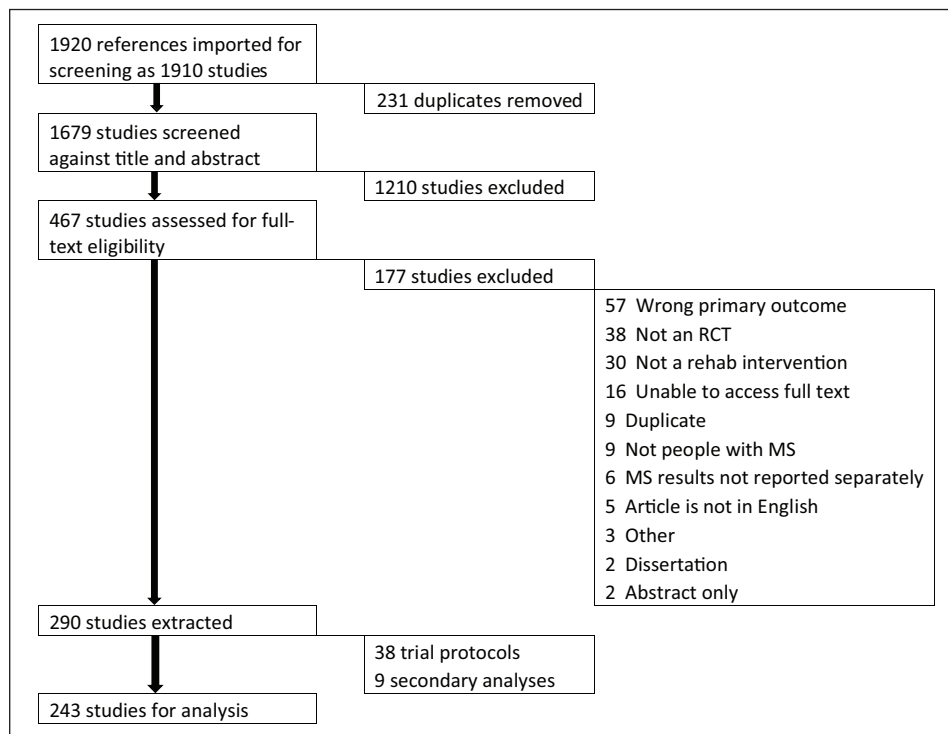 1920 references imported for
screening as 1910 studies
231 duplicates removed
1679 studies screened
against title and abstract
1210 studies excluded
467 studies assessed for full-
text eligibility
177 studies excluded
57 Wrong primary outcome
38 Not an RCT
30 Not a rehab intervention
16 Unable to access full text
9 Duplicate
9 Not people with MS
6 MS results not reported separately
5 Article is not in English
3 Other
2 Dissertation
2 Abstract only
290 studies extracted
38 trial protocols
9 secondary analyses
243 studies for analysis